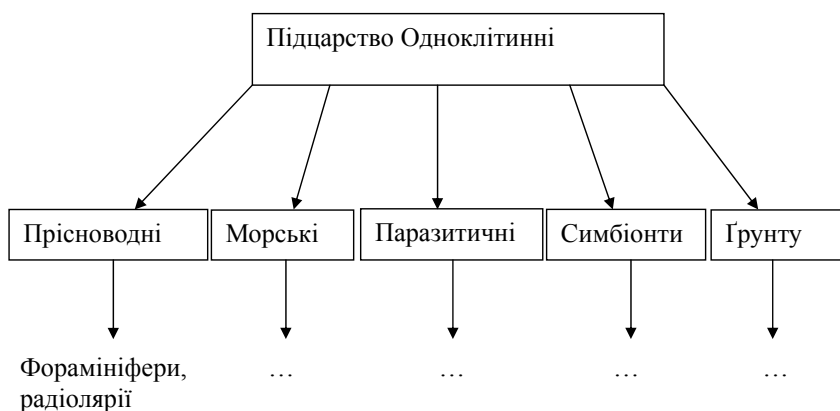 Підцарство Одноклітинні
Прісноводні
Морські
Паразитичні
Симбіонти
Ґрунту
Форамініфери,
радіолярії
…
…
…
…